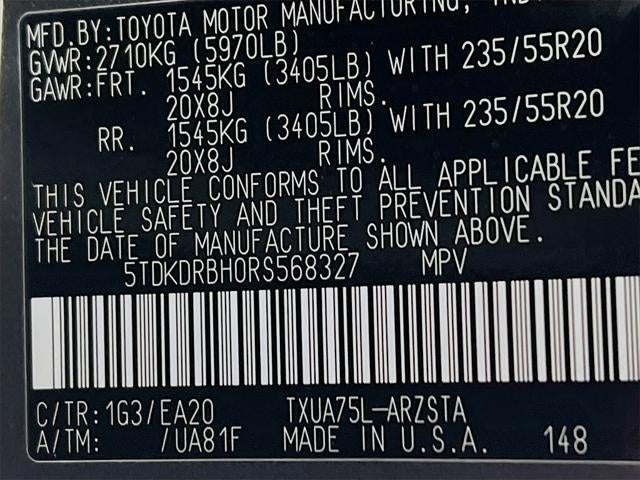 MFD.BY:TOYOTA MOTOR MANUFACTURING,
GVWR:2710KG (5970LB)
GAWR:FRT. 1545KG (3405LB) WITH 235/55R20
20X8J RIMS.
RR. 1545KG (3405LB) WITH 235/55R20
20X8J RIMS.
THIS VEHICLE CONFORMS TO ALL APPLICABLE FE
VEHICLE SAFETY AND THEFT PREVENTION STANDA
THE DATE OF MANUFACTURE SHOWN ABOVE.
5TDKDRBH0RS568327 MPV
C/TR:1G3/EA20 TXUA75L-ARZSTA
A/TM: /UA81F MADE IN U.S.A. 148